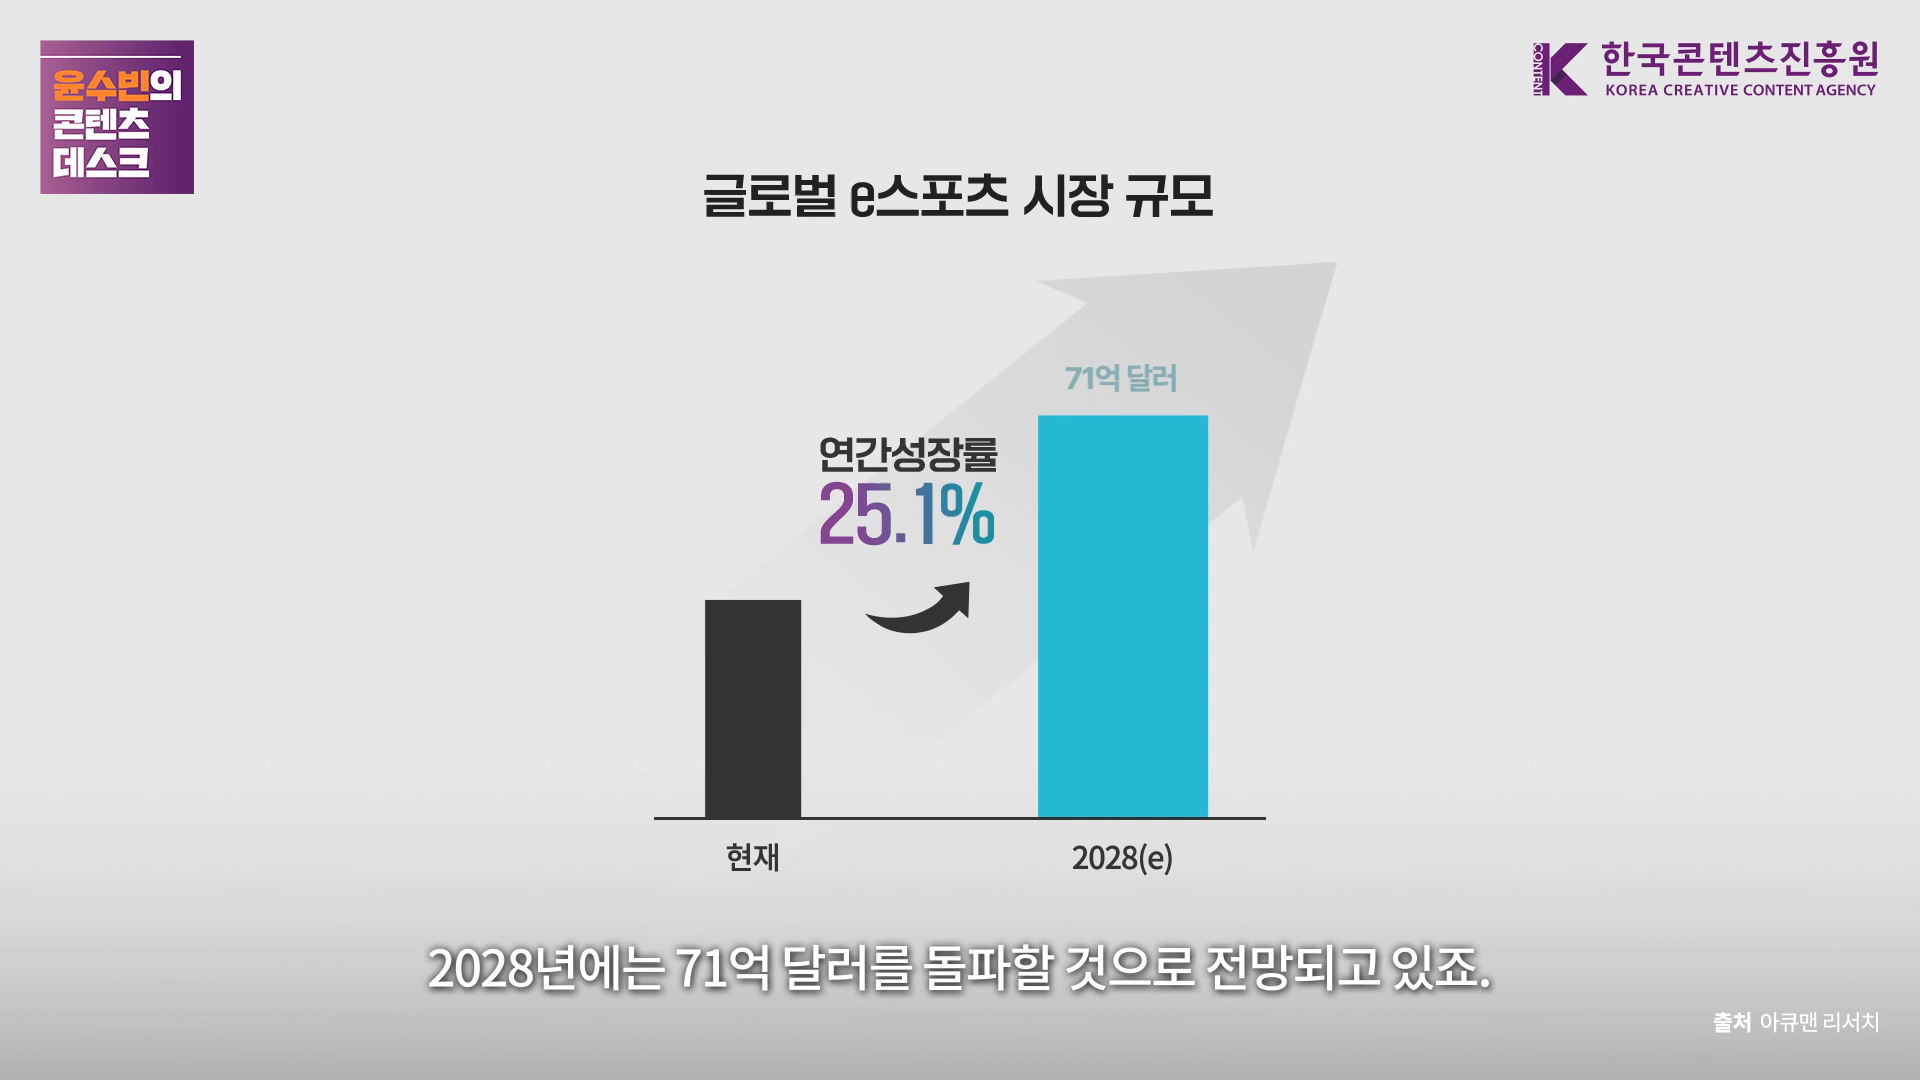 윤수빈의
콘텐츠
데스크
CONTENT
한국콘텐츠진흥원
KOREA CREATIVE CONTENT AGENCY
글로벌 e스포츠 시장 규모
71억 달러
연간성장률
25.1%
현재
2028(e)
2028년에는 71억 달러를 돌파할 것으로 전망되고 있죠.
출처 아큐맨 리서치